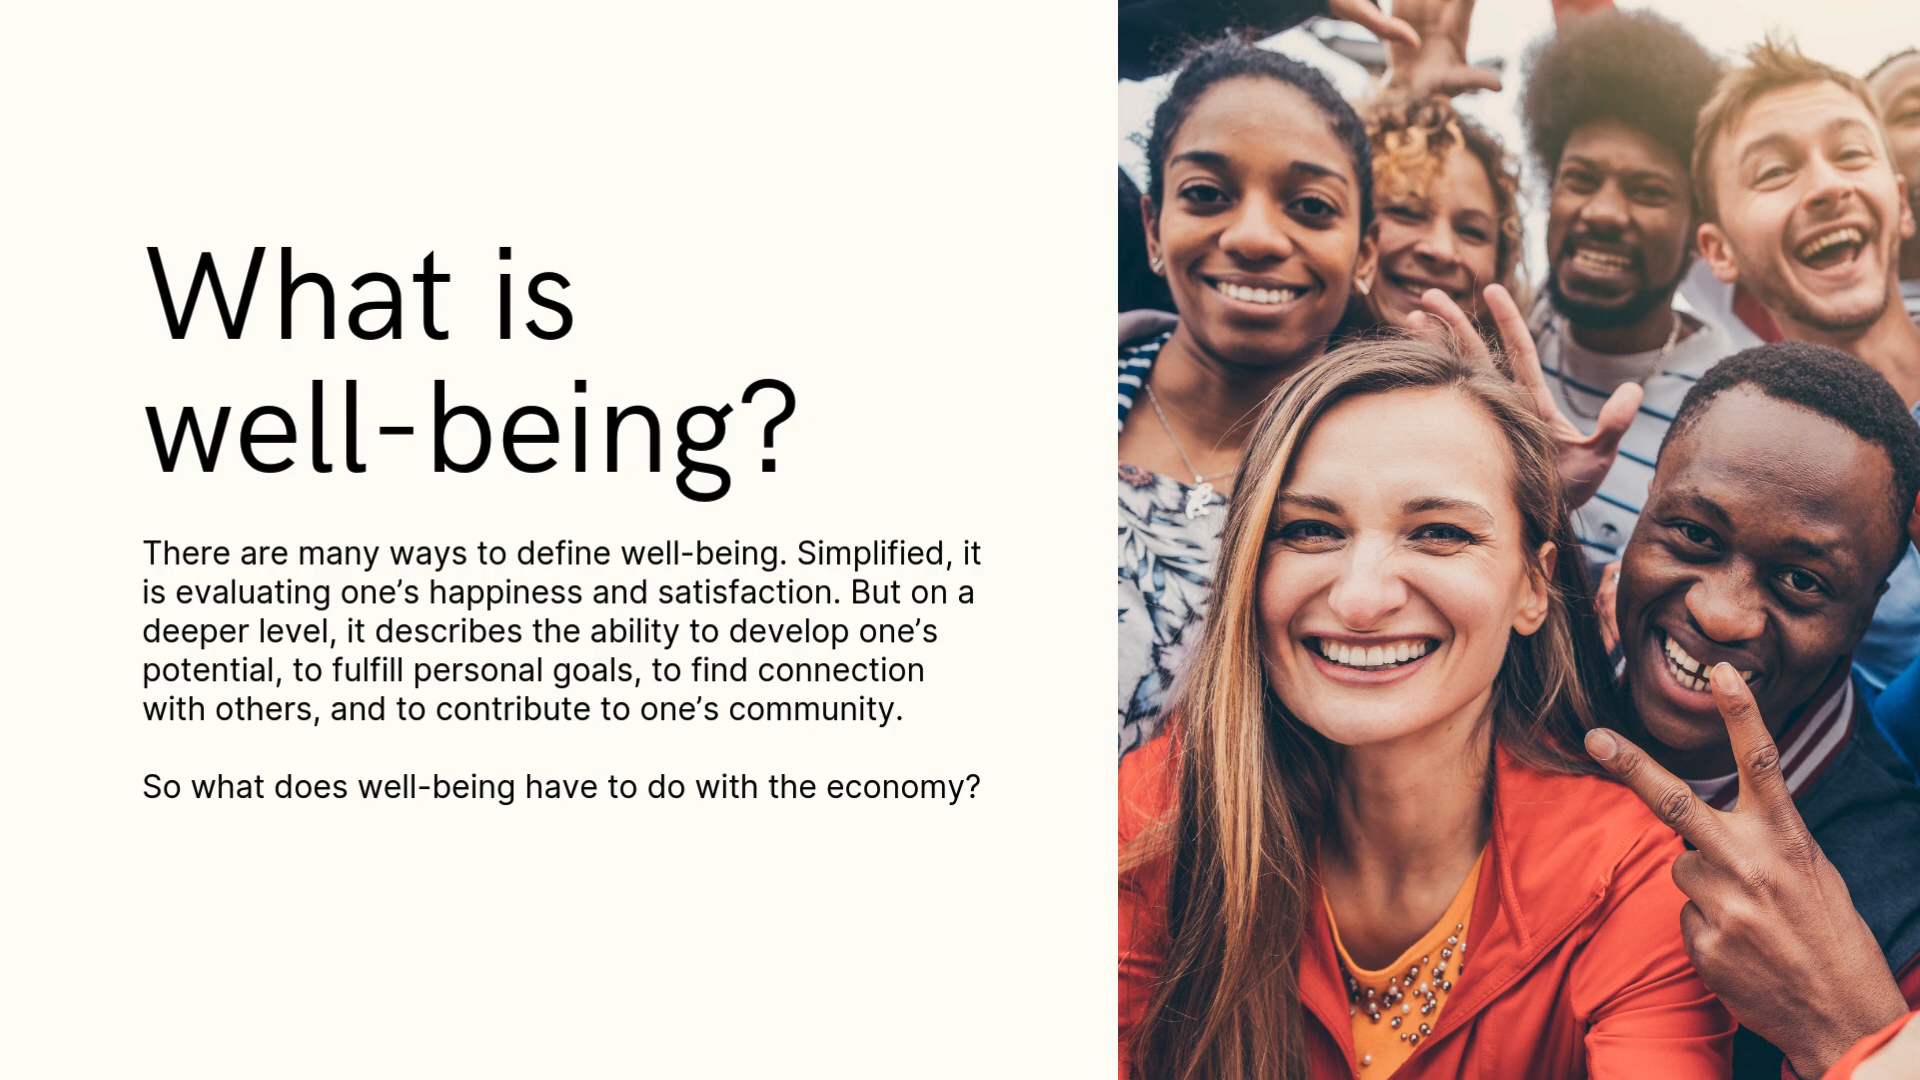 What is
well-being?
There are many ways to define well-being. Simplified, it
is evaluating one’s happiness and satisfaction. But on a
deeper level, it describes the ability to develop one’s
potential, to fulfill personal goals, to find connection
with others, and to contribute to one’s community.
So what does well-being have to do with the economy?